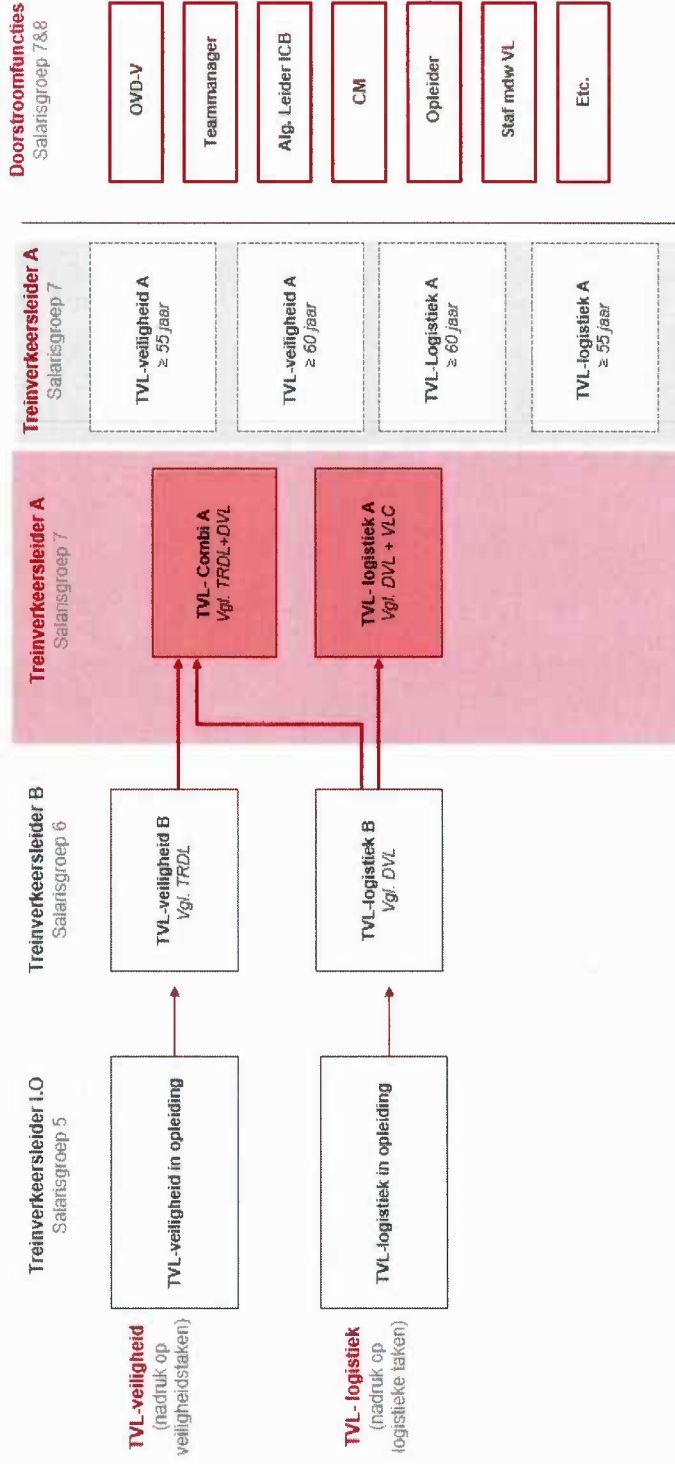 TVL-veiligheid
(nadruk op
veiligheidstaken)
TVL- logistiek
(nadruk op
logistieke taken)
Treinverkeersleider I.O
Salarisgroep 5
TVL-veiligheid in opleiding
TVL-logistiek in opleiding
Treinverkeersleider B
Salarisgroep 6
TVL-veiligheid B
Vgl. TRDL
TVL-logistiek B
Vgl. DVL
Treinverkeersleider A
Salarisgroep 7
TVL- Combi A
Vgl. TRDL+DVL
TVL- logistiek A
Vgl. DVL + VLC
Treinverkeersleider A
Salarisgroep 7
TVL-veiligheid A
≥ 55 jaar
TVL-veiligheid A
≥ 60 jaar
TVL-Logistiek A
≥ 60 jaar
TVL-logistiek A
≥ 55 jaar
Doorstroomfuncties
Salarisgroep 7&8
OVD-V
Teammanager
Alg. Leider ICB
CM
Opleider
Staf mdw VL
Etc.